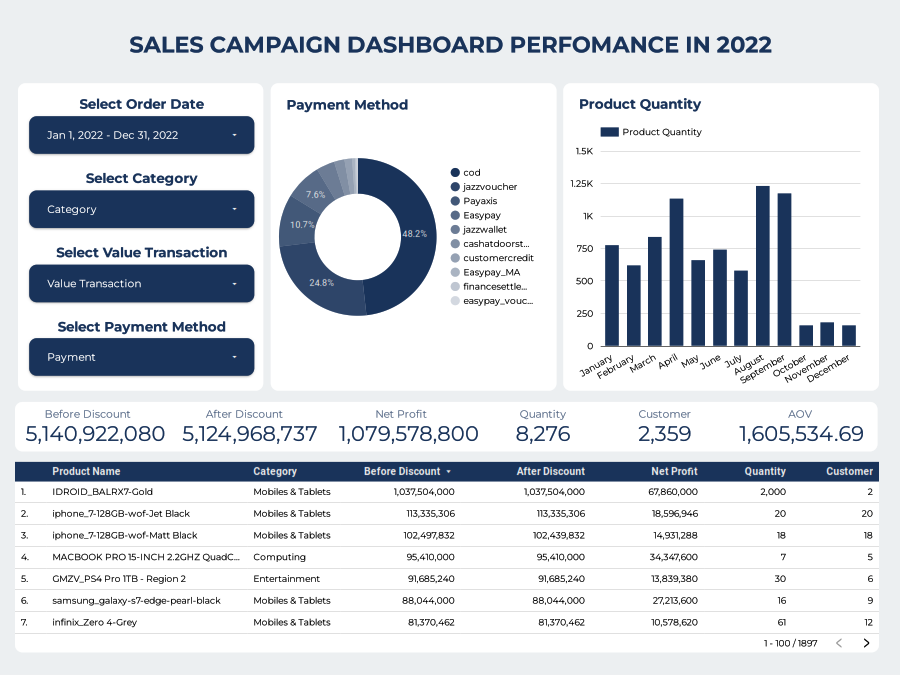 SALES CAMPAIGN DASHBOARD PERFOMANCE IN 2022
Select Order Date
Jan 1, 2022 - Dec 31, 2022
Select Category
Category
Select Value Transaction
Value Transaction
Select Payment Method
Payment
Payment Method
48.2%
24.8%
10.7%
7.6%
cod
jazzvoucher
Payaxis
Easypay
jazzwallet
cashatdoorst...
customercredit
Easypay_MA
financesettle...
easypay_vouc...
Product Quantity
Product Quantity
1.5K
1.25K
1K
750
500
250
0
January
February
March
April
May
June
July
August
September
October
November
December
Before Discount After Discount Net Profit Quantity Customer AOV
5,140,922,080 5,124,968,737 1,079,578,800 8,276 2,359 1,605,534.69
Product Name Category Before Discount After Discount Net Profit Quantity Customer
1. IDROID_BALRX7-Gold Mobiles & Tablets 1,037,504,000 1,037,504,000 67,860,000 2,000 2
2. iphone_7-128GB-wof-Jet Black Mobiles & Tablets 113,335,306 113,335,306 18,596,946 20 20
3. iphone_7-128GB-wof-Matt Black Mobiles & Tablets 102,497,832 102,439,832 14,931,288 18 18
4. MACBOOK PRO 15-INCH 2.2GHZ QuadC... Computing 95,410,000 95,410,000 34,347,600 7 5
5. GMZV_PS4 Pro 1TB - Region 2 Entertainment 91,685,240 91,685,240 13,839,380 30 6
6. samsung_galaxy-s7-edge-pearl-black Mobiles & Tablets 88,044,000 88,044,000 27,213,600 16 9
7. infinix_Zero 4-Grey Mobiles & Tablets 81,370,462 81,370,462 10,578,620 61 12
1 - 100 / 1897